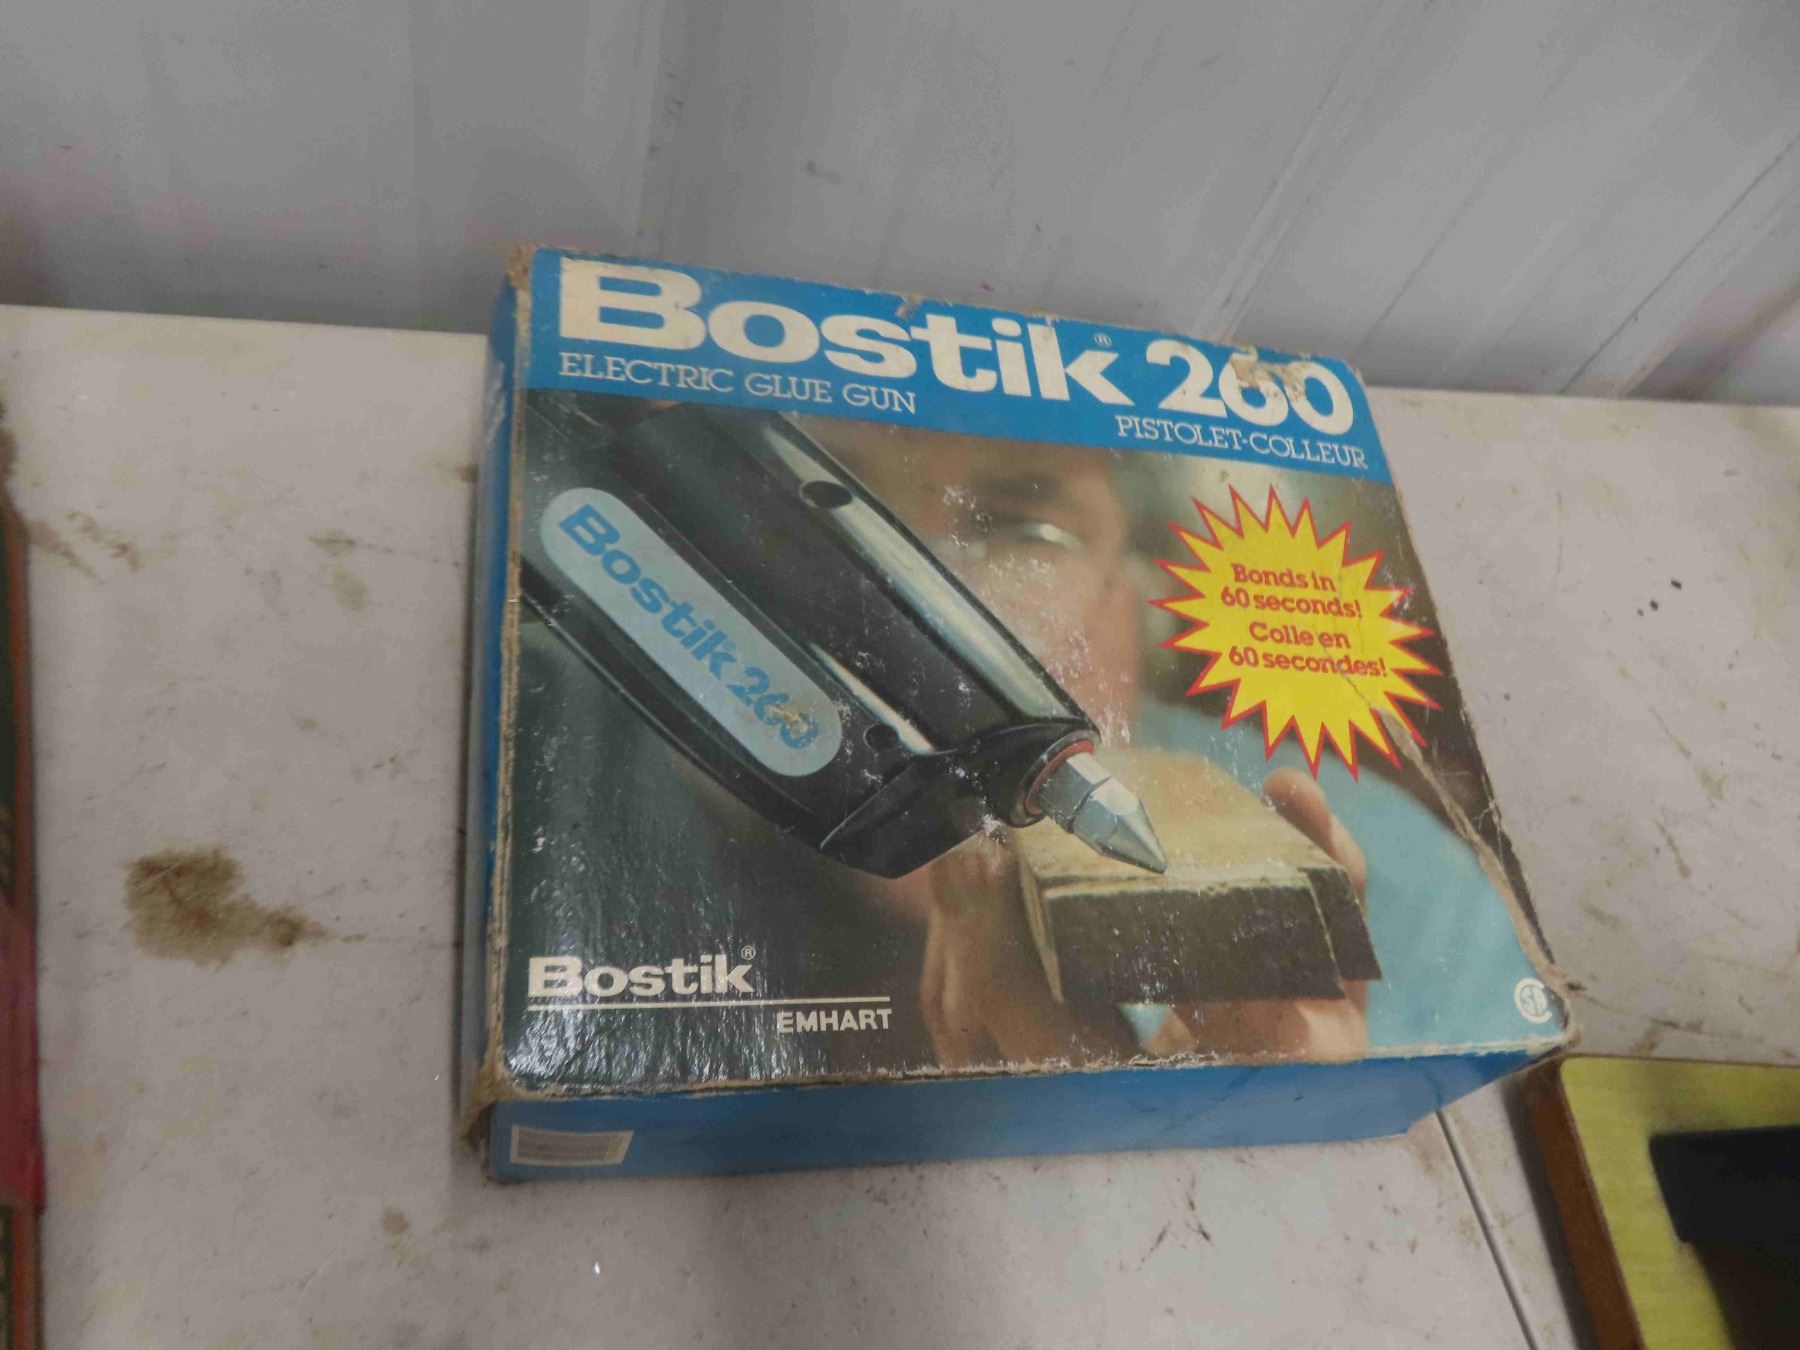 Bostik® 260
ELECTRIC GLUE GUN
PISTOLET-COLLEUR
Bostik 260
Bonds in
60 seconds!
Colle en
60 secondes!
Bostik®
EMHART